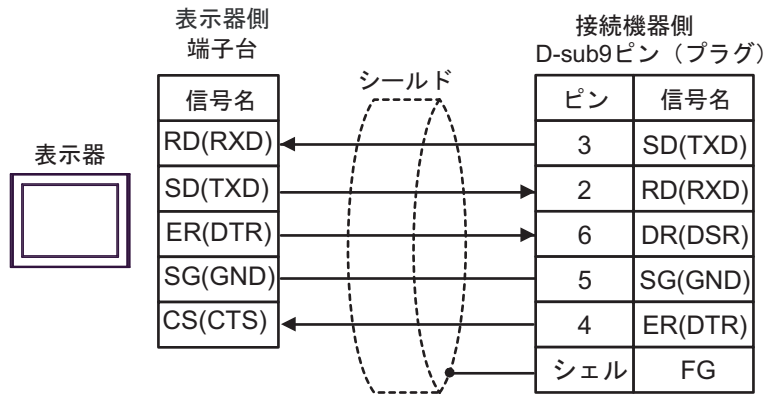 表示器側
端子台
接続機器側
D-sub9ピン（プラグ）
シールド
表示器
信号名
RD(RXD)
SD(TXD)
ER(DTR)
SG(GND)
CS(CTS)
ピン 信号名
3 SD(TXD)
2 RD(RXD)
6 DR(DSR)
5 SG(GND)
4 ER(DTR)
シェル FG